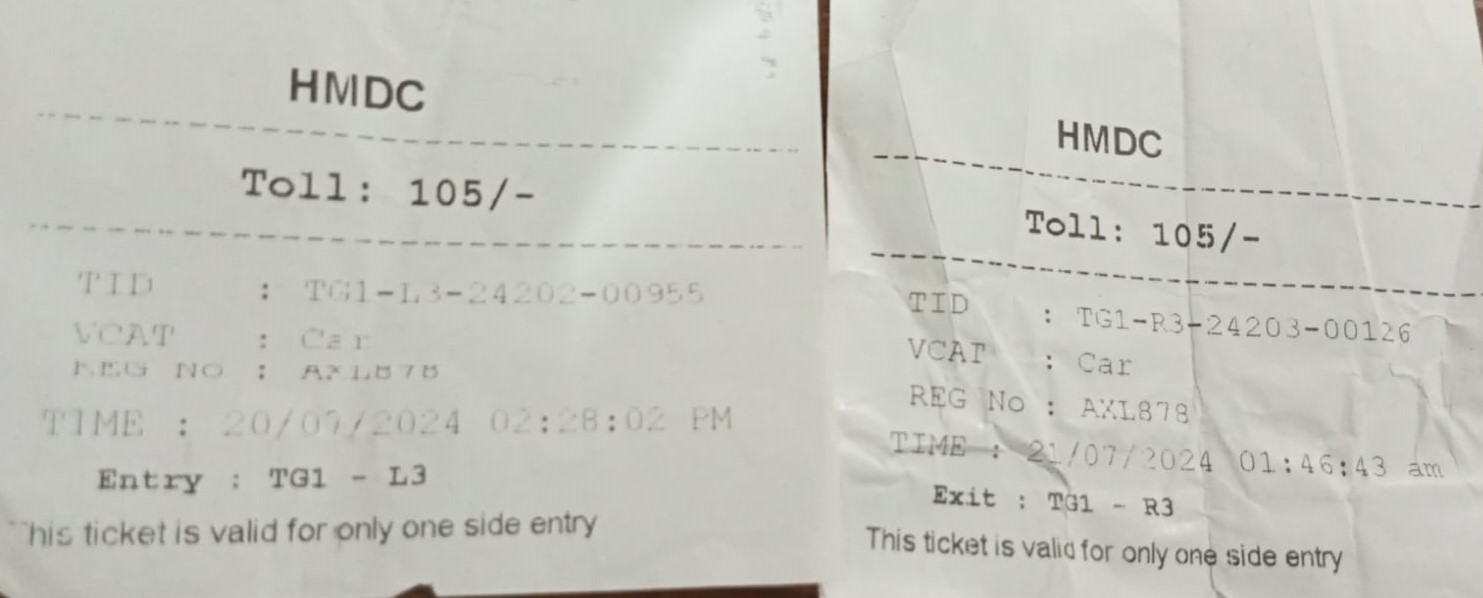 HMDC
Toll: 105/-
TID : TG1-L3-24202-00955
VCAT : Car
REG NO : AXL878
TIME : 20/07/2024 02:28:02 PM
Entry : TG1 - L3
This ticket is valid for only one side entry
HMDC
Toll: 105/-
TID : TG1-R3-24203-00126
VCAT : Car
REG No : AXL878
TIME : 21/07/2024 01:46:43 am
Exit : TG1 - R3
This ticket is valid for only one side entry